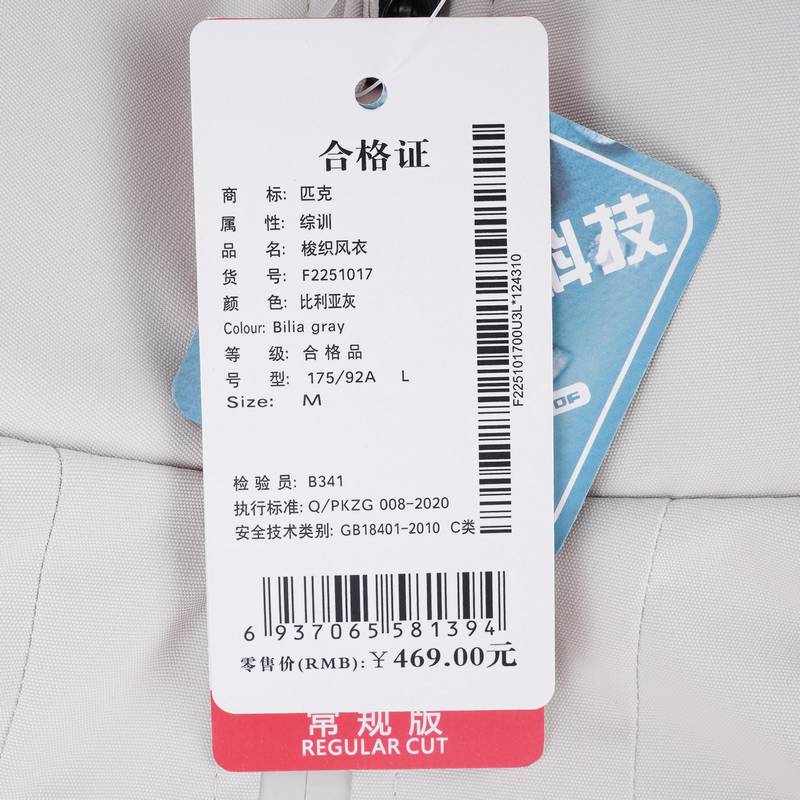 合格证
商 标: 匹克
属 性: 综训
品 名: 梭织风衣
货 号: F2251017
颜 色: 比利亚灰
Colour: Bilia gray
等 级: 合格品
号 型: 175/92A L
Size: M
检验员: B341
执行标准: Q/PKZG 008-2020
安全技术类别: GB18401-2010 C类
F225101700U3L*124310
6 937065 581394
零售价(RMB): ¥ 469.00元
常规版
REGULAR CUT
科技